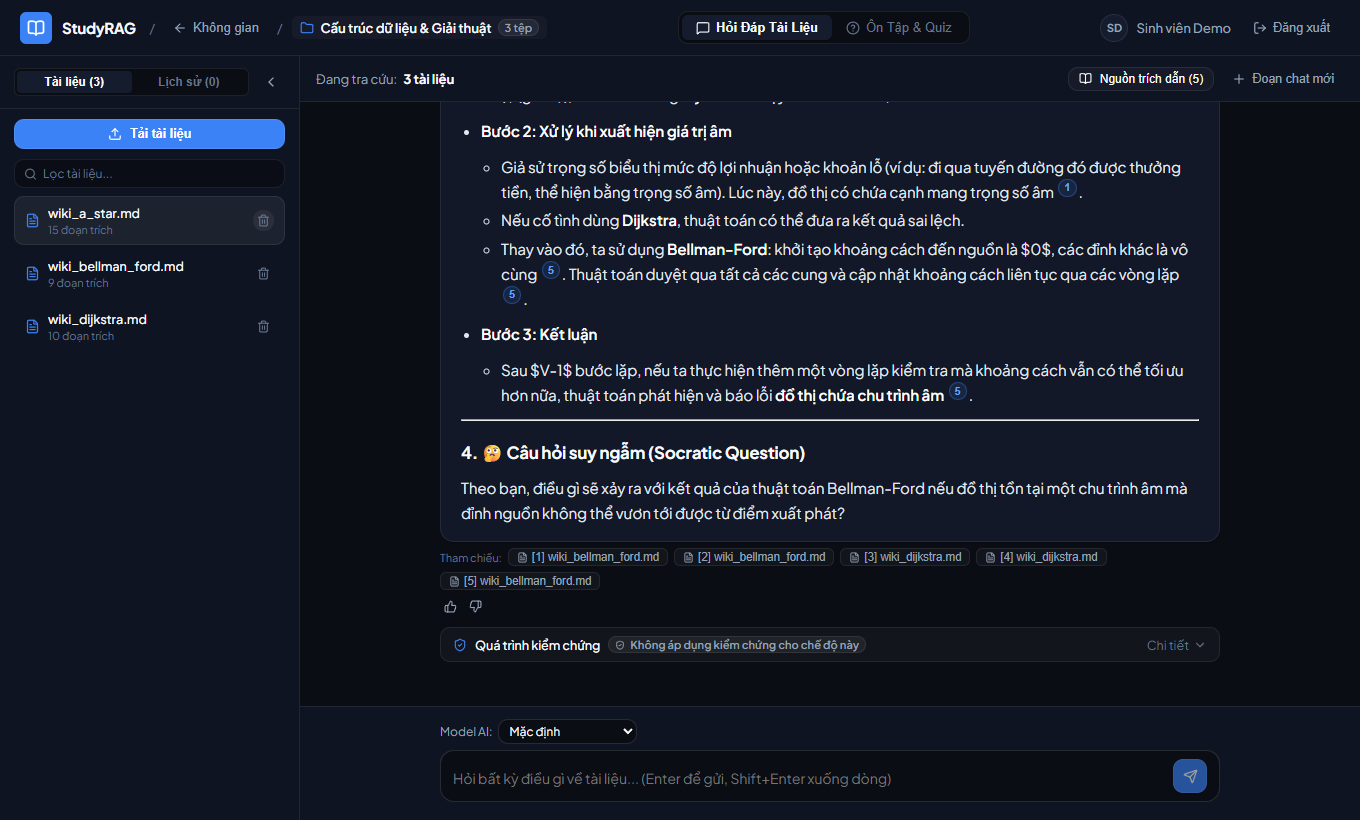 StudyRAG / ← Không gian / Cấu trúc dữ liệu & Giải thuật 3 tệp
Hỏi Đáp Tài Liệu Ôn Tập & Quiz
SD Sinh viên Demo Đăng xuất
Tài liệu (3) Lịch sử (0)
Tải tài liệu
Lọc tài liệu...
wiki_a_star.md
15 đoạn trích
wiki_bellman_ford.md
9 đoạn trích
wiki_dijkstra.md
10 đoạn trích
Đang tra cứu: 3 tài liệu
Nguồn trích dẫn (5) + Đoạn chat mới
• Bước 2: Xử lý khi xuất hiện giá trị âm
◦ Giả sử trọng số biểu thị mức độ lợi nhuận hoặc khoản lỗ (ví dụ: đi qua tuyến đường đó được thưởng
tiền, thể hiện bằng trọng số âm). Lúc này, đồ thị có chứa cạnh mang trọng số âm 1 .
◦ Nếu cố tình dùng Dijkstra, thuật toán có thể đưa ra kết quả sai lệch.
◦ Thay vào đó, ta sử dụng Bellman-Ford: khởi tạo khoảng cách đến nguồn là $0$, các đỉnh khác là vô
cùng 5 . Thuật toán duyệt qua tất cả các cung và cập nhật khoảng cách liên tục qua các vòng lặp
5 .
• Bước 3: Kết luận
◦ Sau $V-1$ bước lặp, nếu ta thực hiện thêm một vòng lặp kiểm tra mà khoảng cách vẫn có thể tối ưu
hơn nữa, thuật toán phát hiện và báo lỗi đồ thị chứa chu trình âm 5 .
4. 🤔 Câu hỏi suy ngẫm (Socratic Question)
Theo bạn, điều gì sẽ xảy ra với kết quả của thuật toán Bellman-Ford nếu đồ thị tồn tại một chu trình âm mà
đỉnh nguồn không thể vươn tới được từ điểm xuất phát?
Tham chiếu: [1] wiki_bellman_ford.md [2] wiki_bellman_ford.md [3] wiki_dijkstra.md [4] wiki_dijkstra.md
[5] wiki_bellman_ford.md
Quá trình kiểm chứng Không áp dụng kiểm chứng cho chế độ này Chi tiết
Model AI: Mặc định
Hỏi bất kỳ điều gì về tài liệu... (Enter để gửi, Shift+Enter xuống dòng)